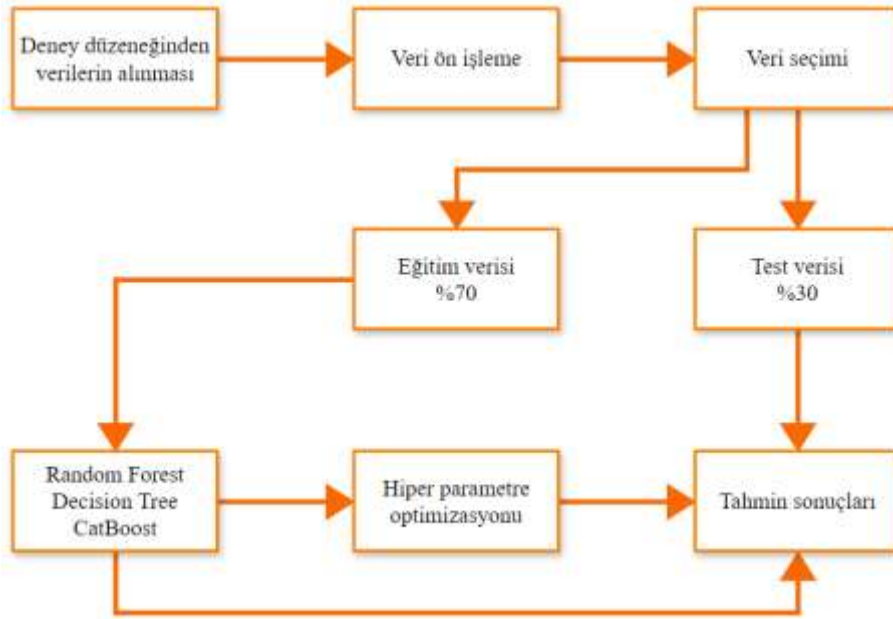 Deney düzeneğinden
verilerin alınması
Veri ön işleme
Veri seçimi
Eğitim verisi
%70
Test verisi
%30
Random Forest
Decision Tree
CatBoost
Hiper parametre
optimizasyonu
Tahmin sonuçları